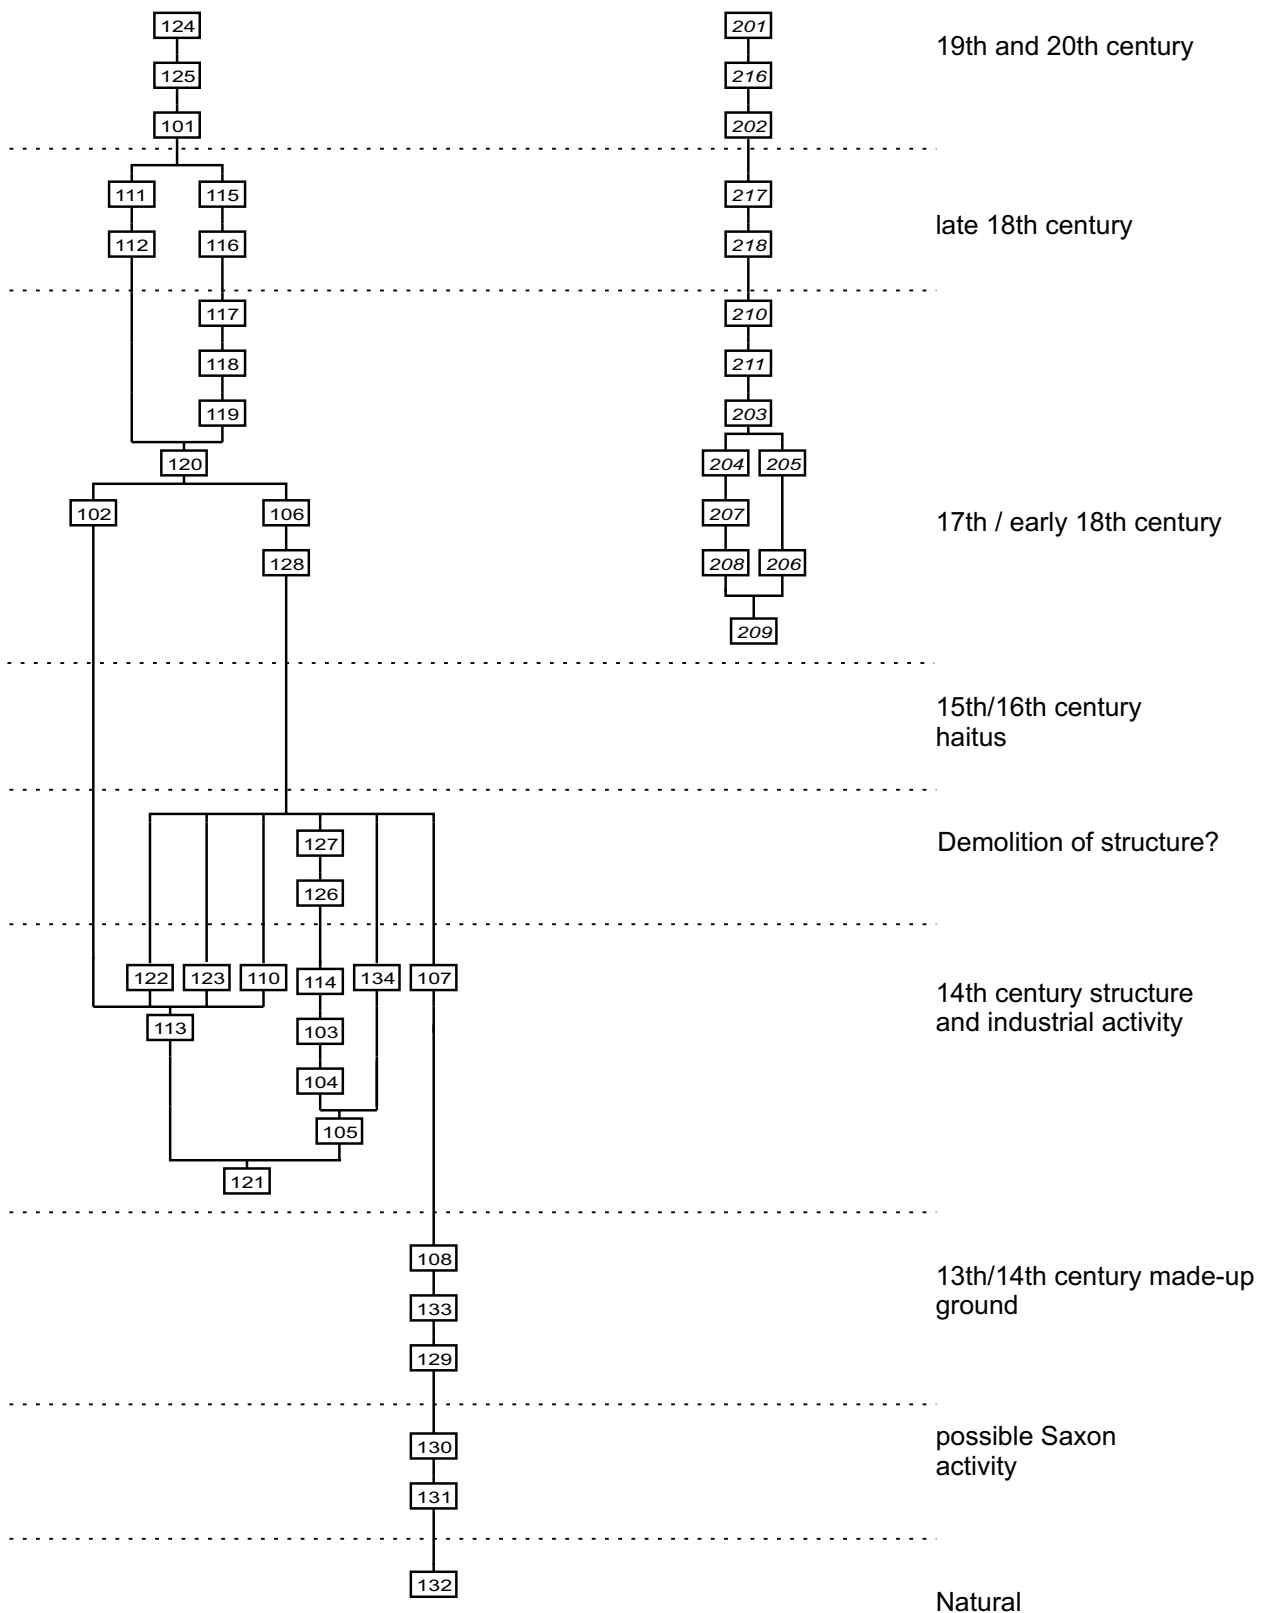 124 201
19th and 20th century
125 216
101 202
111 115 217
late 18th century
112 116 218
117 210
118 211
119 203
120 204 205
102 106 207
17th / early 18th century
128 208 206
209
15th/16th century
haitus
127
Demolition of structure?
126
122 123 110 114 134 107
14th century structure
and industrial activity
113 103
104
105
121
108
13th/14th century made-up
ground
133
129
possible Saxon
activity
130
131
132
Natural